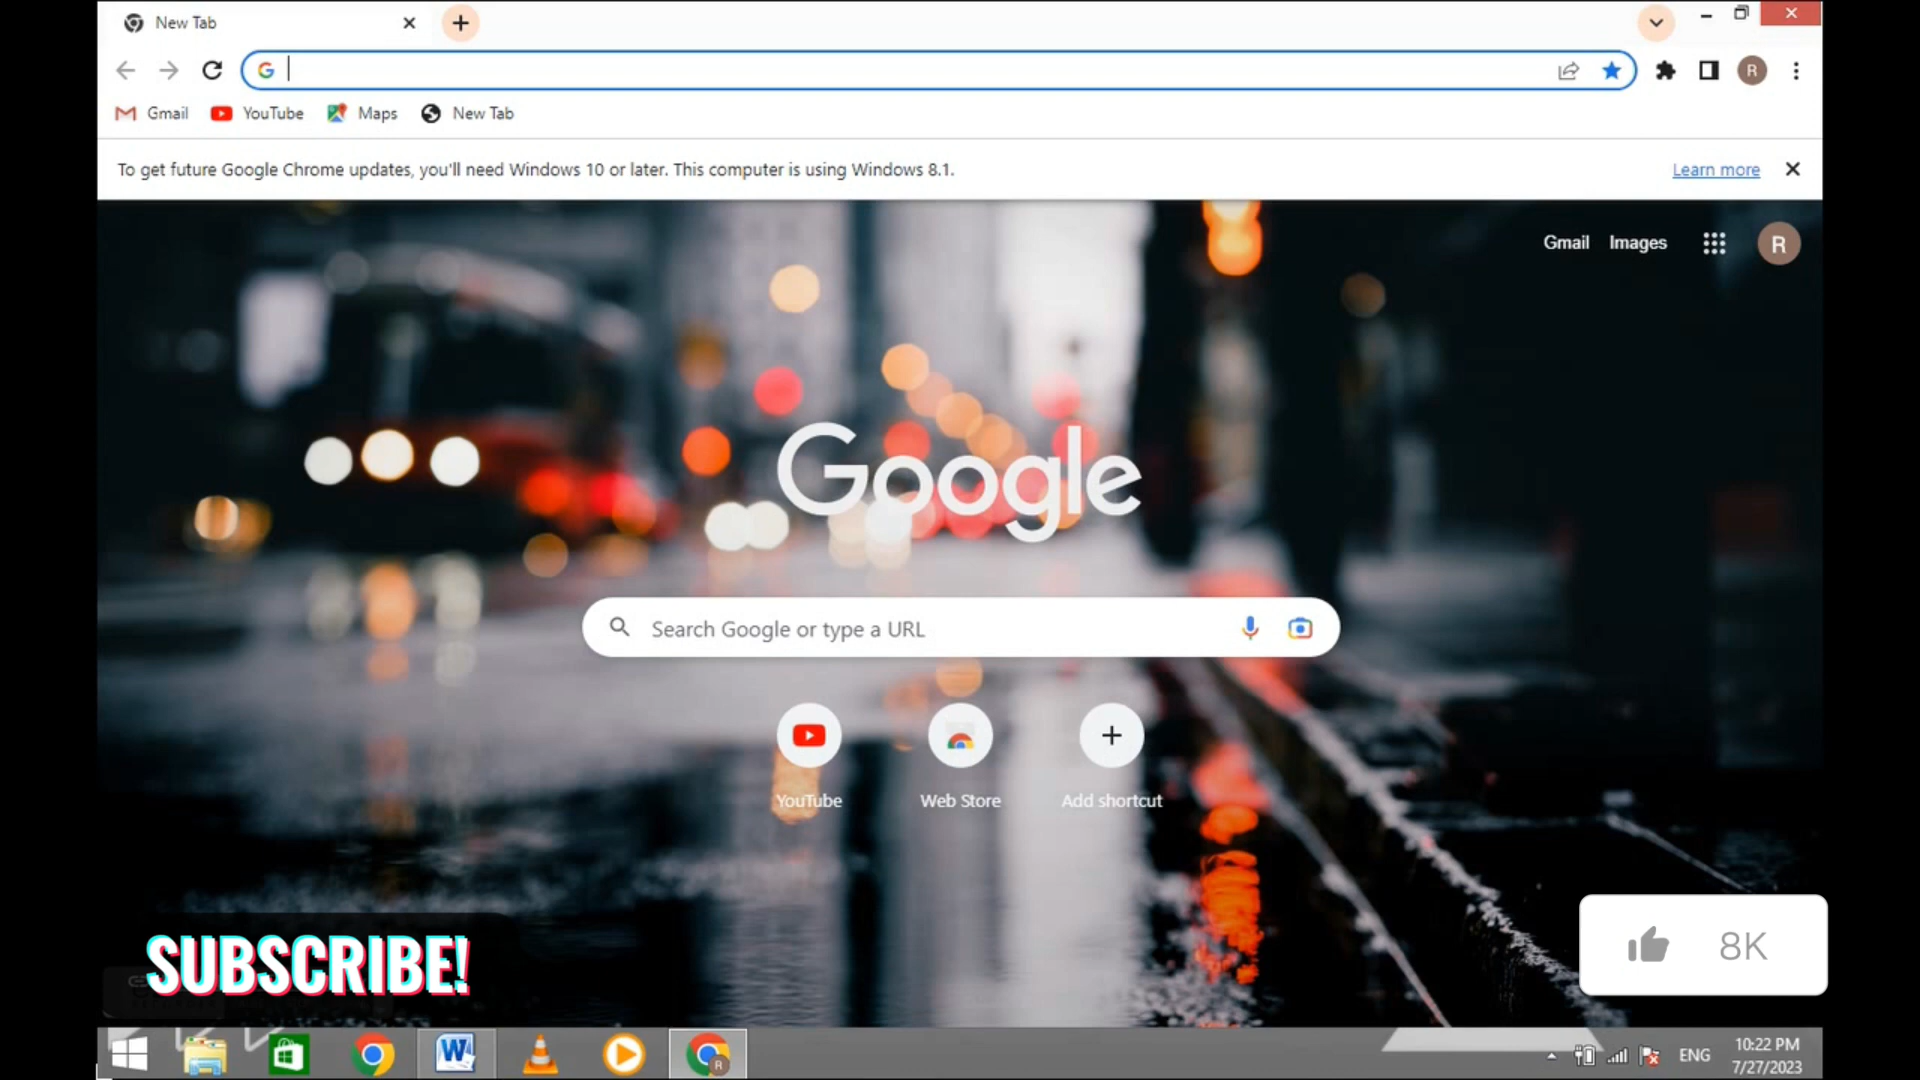 New Tab
R
Gmail
YouTube
Maps
New Tab
To get future Google Chrome updates, you'll need Windows 10 or later. This computer is using Windows 8.1.
Learn more
Gmail
Images
R
Google
Search Google or type a URL
YouTube
Web Store
Add shortcut
SUBSCRIBE!
8K
W
R
ENG
10:22 PM
7/27/2023